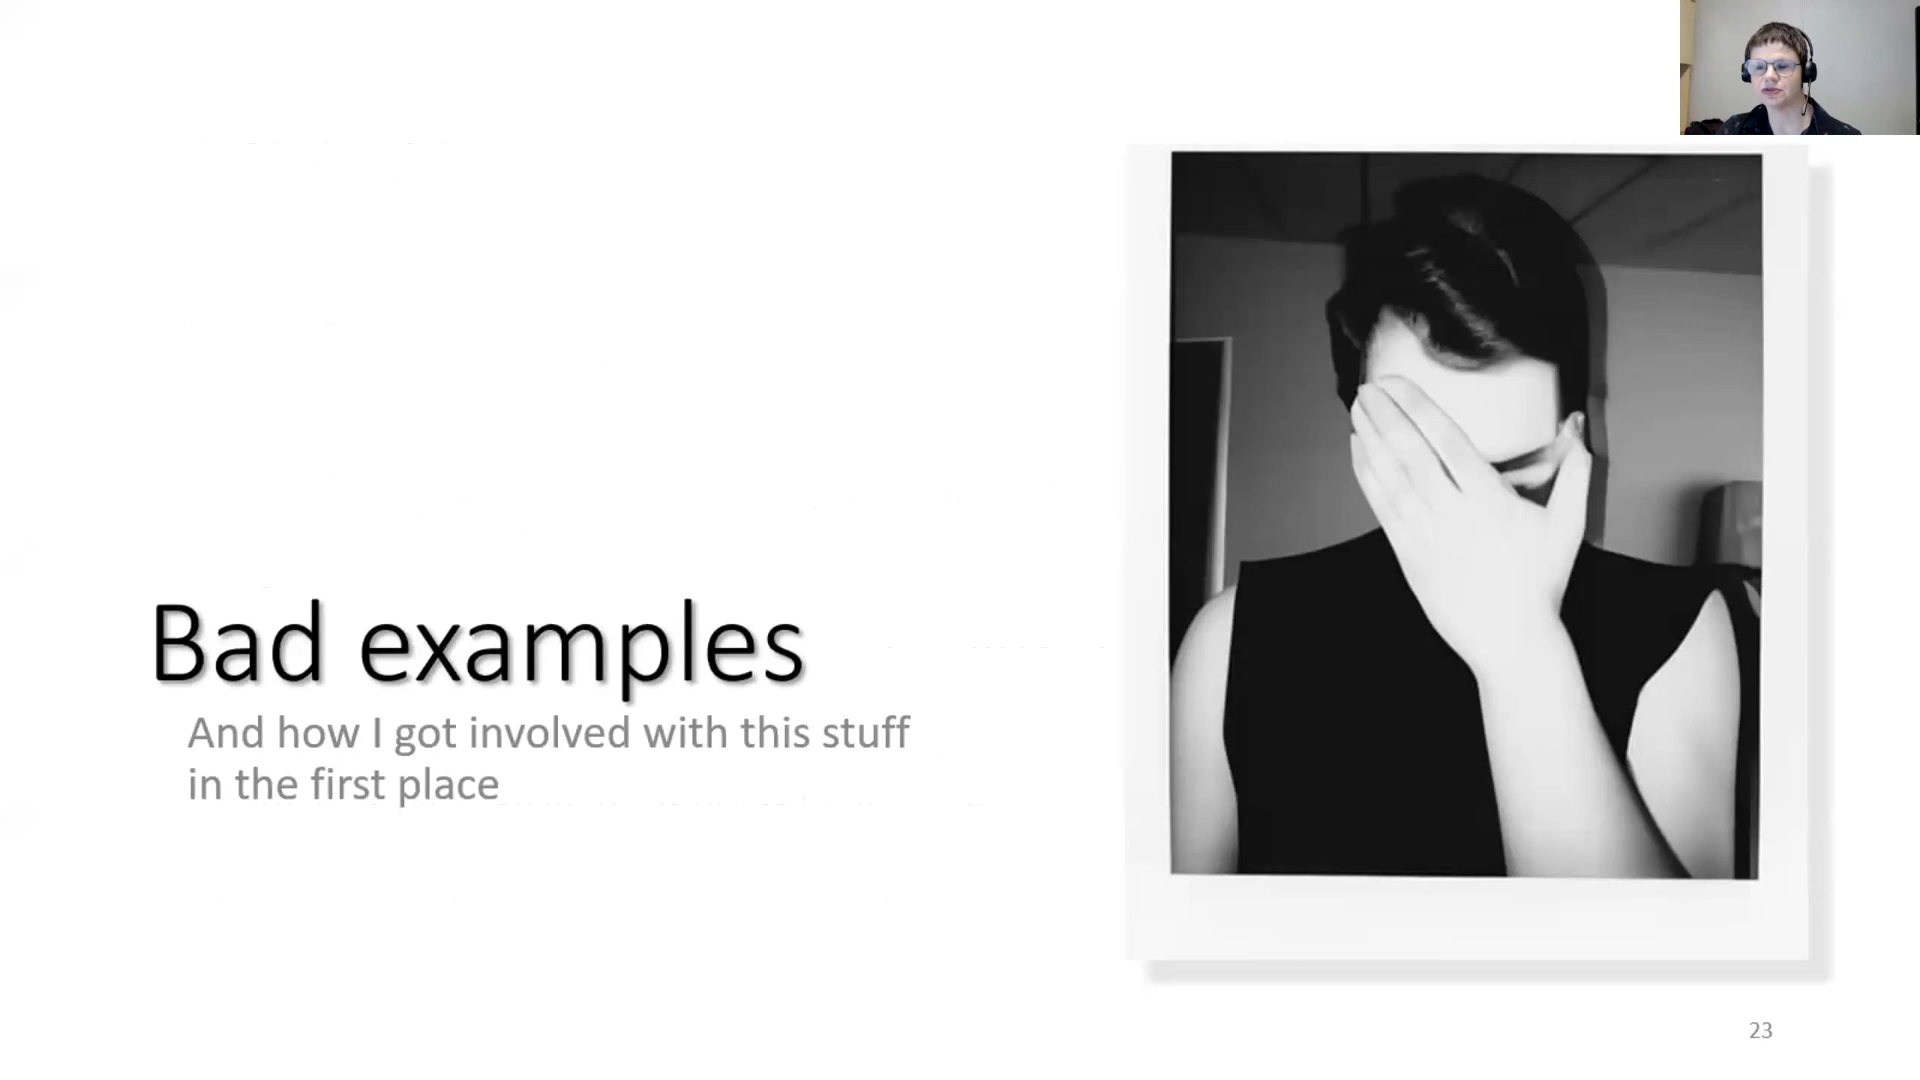 Bad examples
And how I got involved with this stuff
in the first place
23